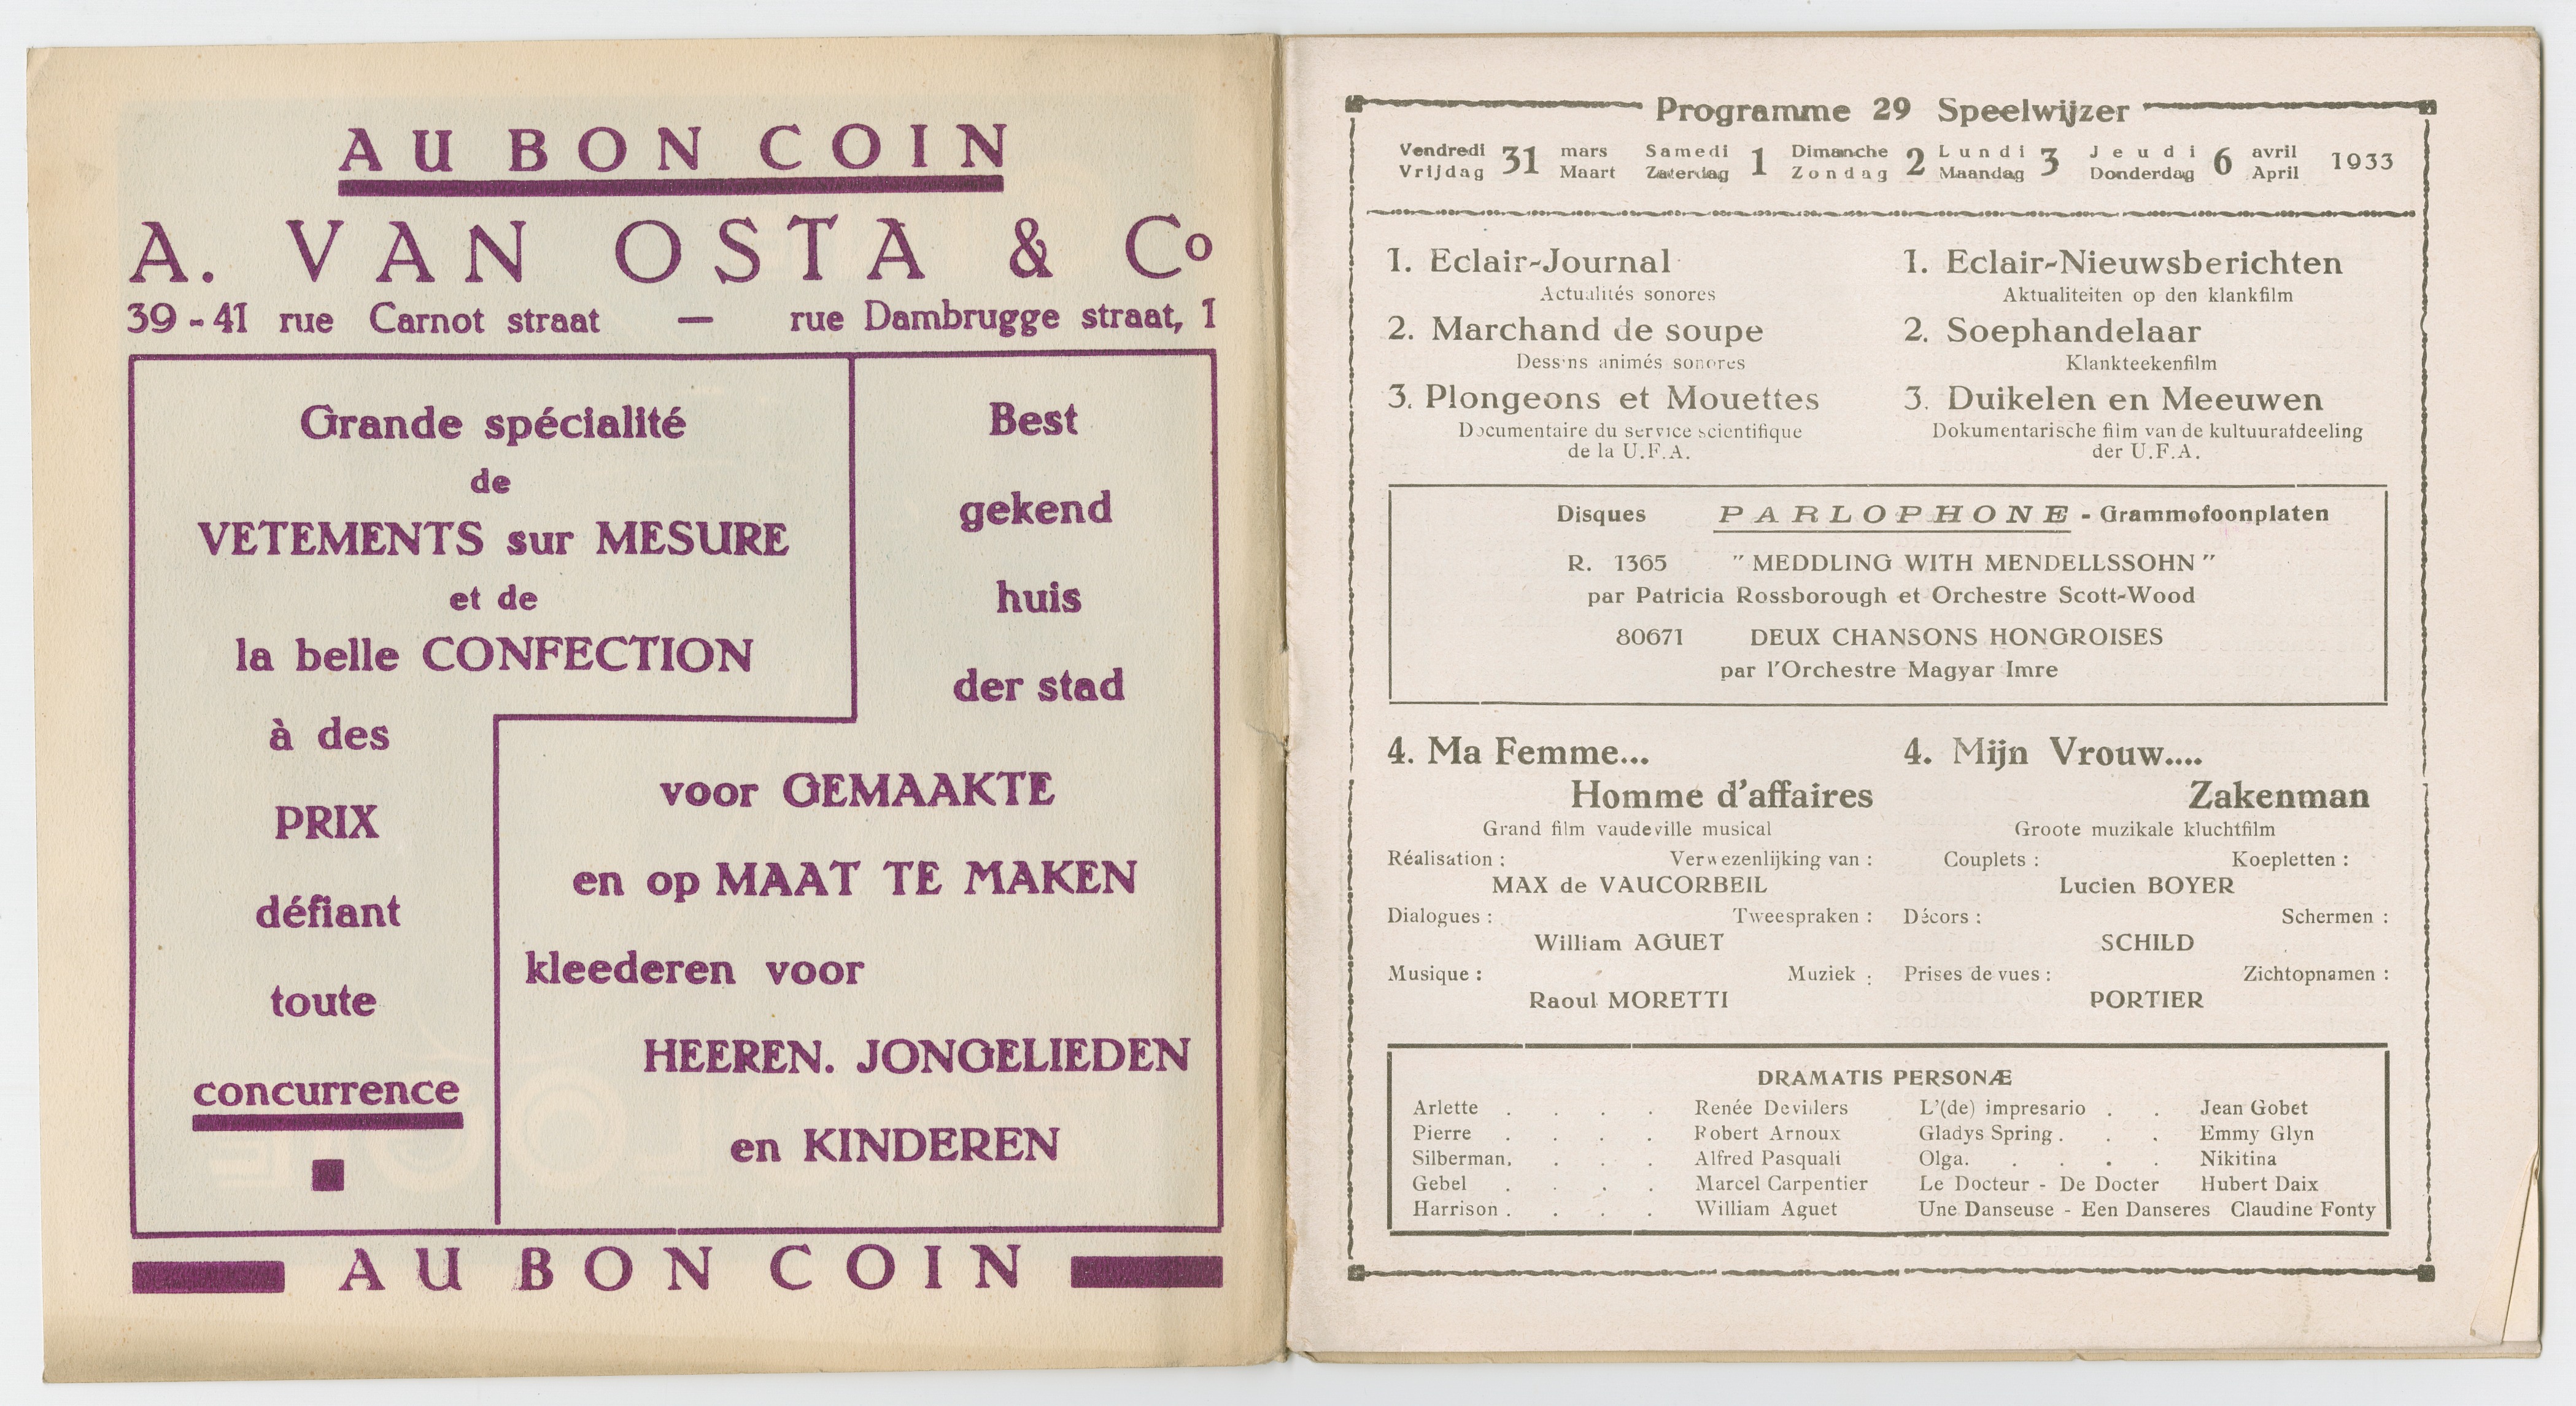 AU BON COIN
A. VAN OSTA & Co
39-41 rue Carnot straat — rue Dambrugge straat, 1
Grande spécialité
de
VETEMENTS sur MESURE
et de
la belle CONFECTION
à des
PRIX
défiant
toute
concurrence
Best
gekend
huis
der stad
voor GEMAAKTE
en op MAAT TE MAKEN
kleederen voor
HEEREN. JONGELIEDEN
en KINDEREN
AU BON COIN
Programme 29 Speelwijzer
Vendredi 31 mars Samedi 1 Dimanche 2 Lundi 3 Jeudi 6 avril 1933
Vrijdag Maart Zaterdag Zondag Maandag Donderdag April
1. Eclair-Journal
Actualités sonores
2. Marchand de soupe
Dessins animés sonores
3. Plongeons et Mouettes
Documentaire du service scientifique
de la U.F.A.
1. Eclair-Nieuwsberichten
Aktualiteiten op den klankfilm
2. Soephandelaar
Klankteekenfilm
3. Duikelen en Meeuwen
Dokumentarische film van de kultuurafdeeling
der U.F.A.
Disques PARLOPHONE - Grammofoonplaten
R. 1365 " MEDDLING WITH MENDELLSSOHN "
par Patricia Rossborough et Orchestre Scott-Wood
80671 DEUX CHANSONS HONGROISES
par l'Orchestre Magyar Imre
4. Ma Femme...
Homme d'affaires
Grand film vaudeville musical
4. Mijn Vrouw....
Zakenman
Groote muzikale kluchtfilm
Réalisation : Verwezenlijking van :
MAX de VAUCORBEIL
Dialogues : Tweespraken :
William AGUET
Musique : Muziek :
Raoul MORETTI
Couplets : Koepletten :
Lucien BOYER
Décors : Schermen :
SCHILD
Prises de vues : Zichtopnamen :
PORTIER
DRAMATIS PERSONÆ
Arlette . . . . Renée Devillers
Pierre . . . . Robert Arnoux
Silberman. . . . Alfred Pasquali
Gebel . . . . Marcel Carpentier
Harrison . . . . William Aguet
L'(de) impresario . . Jean Gobet
Gladys Spring . . . Emmy Glyn
Olga. . . . . Nikitina
Le Docteur - De Docter Hubert Daix
Une Danseuse - Een Danseres Claudine Fonty